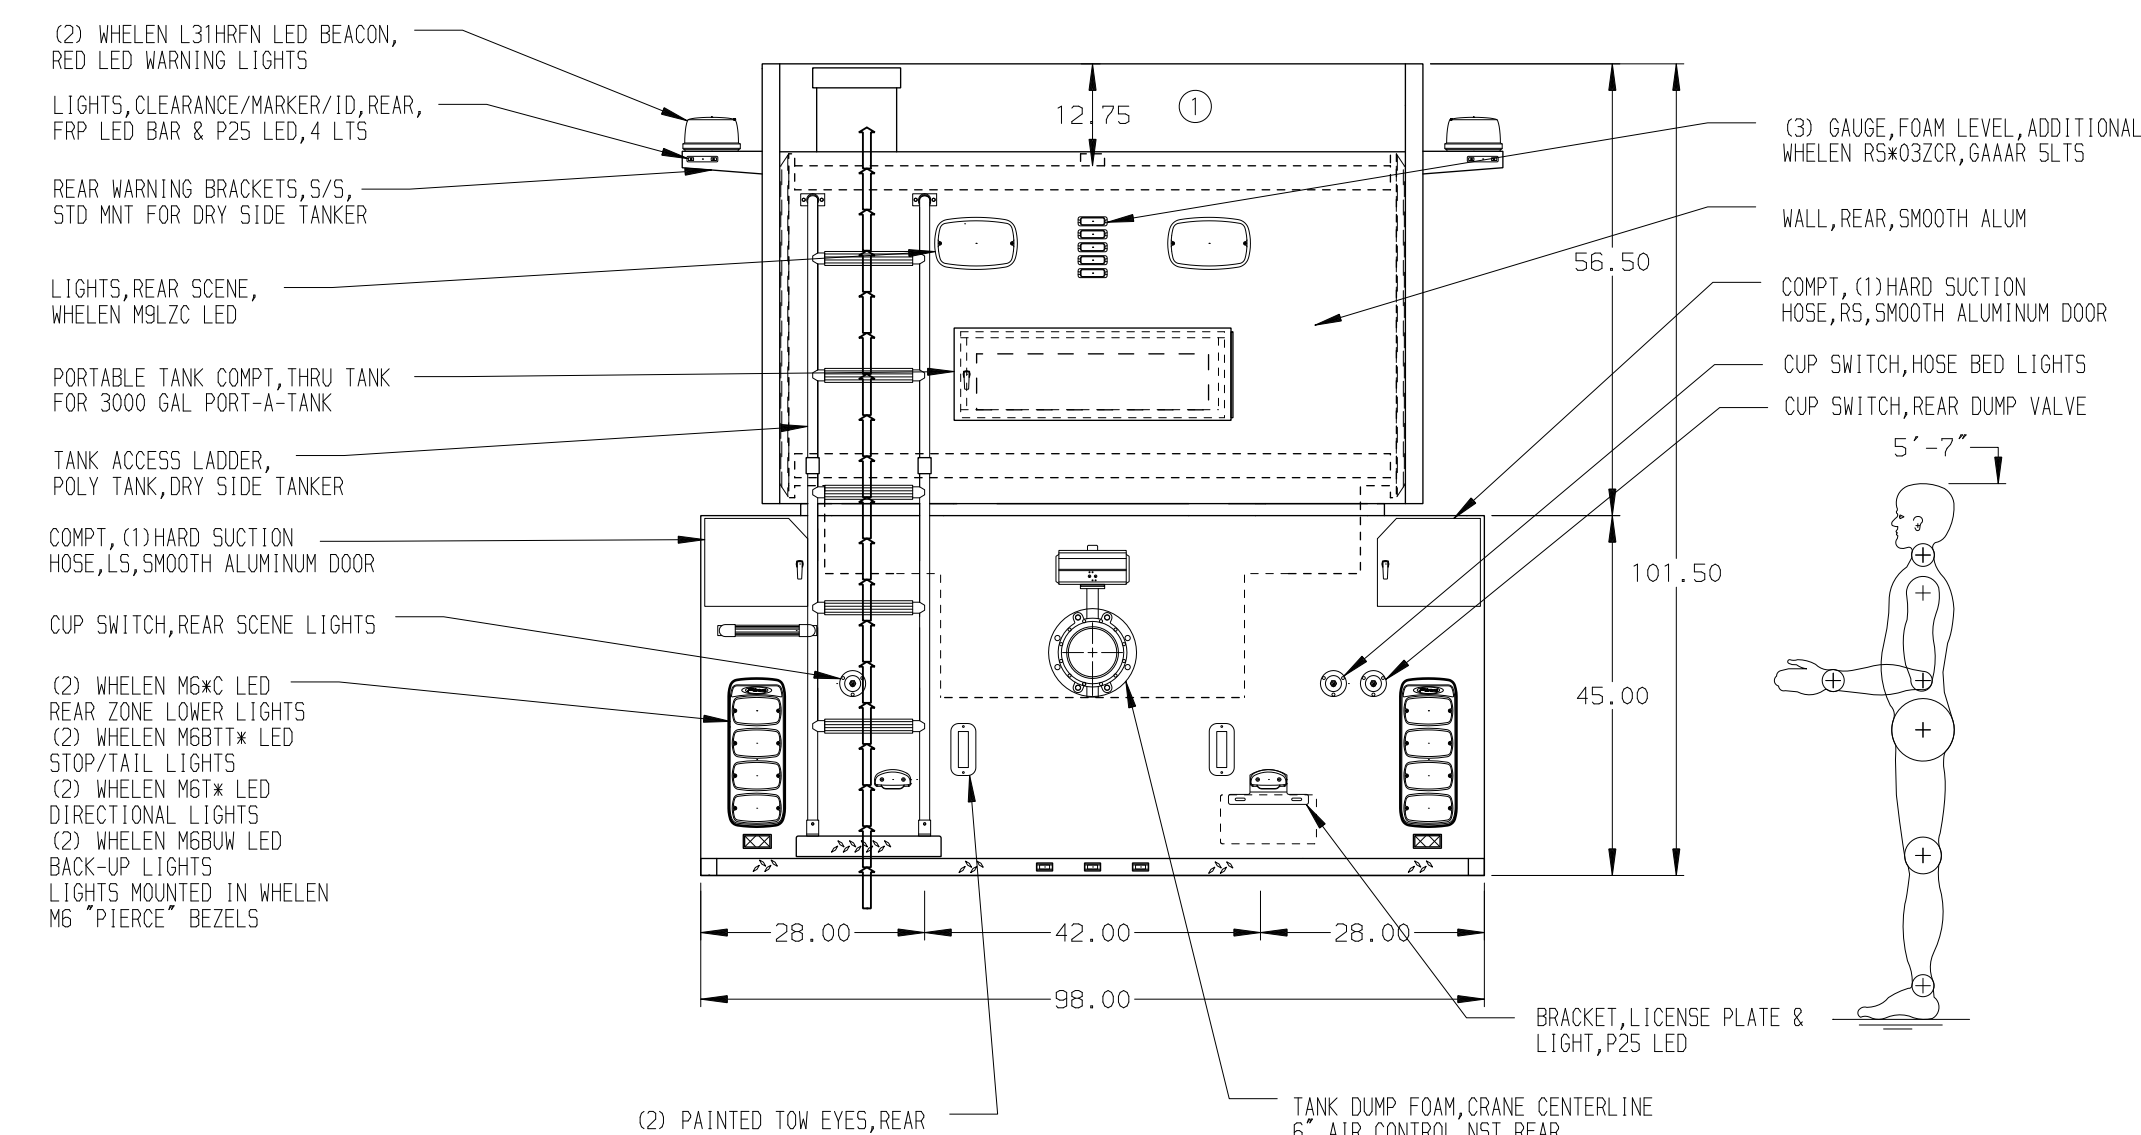 (2) WHELEN L31HRFN LED BEACON,
RED LED WARNING LIGHTS
LIGHTS,CLEARANCE/MARKER/ID,REAR,
FRP LED BAR & P25 LED,4 LTS
REAR WARNING BRACKETS,S/S,
STD MNT FOR DRY SIDE TANKER
LIGHTS,REAR SCENE,
WHELEN M9LZC LED
PORTABLE TANK COMPT,THRU TANK
FOR 3000 GAL PORT-A-TANK
TANK ACCESS LADDER,
POLY TANK,DRY SIDE TANKER
COMPT,(1)HARD SUCTION
HOSE,LS,SMOOTH ALUMINUM DOOR
CUP SWITCH,REAR SCENE LIGHTS
(2) WHELEN M6*C LED
REAR ZONE LOWER LIGHTS
(2) WHELEN M6BTT* LED
STOP/TAIL LIGHTS
(2) WHELEN M6T* LED
DIRECTIONAL LIGHTS
(2) WHELEN M6BUW LED
BACK-UP LIGHTS
LIGHTS MOUNTED IN WHELEN
M6 "PIERCE" BEZELS
12.75
1
56.50
101.50
45.00
28.00
42.00
28.00
98.00
(3) GAUGE,FOAM LEVEL,ADDITIONAL
WHELEN RS*03ZCR,GAAAR 5LTS
WALL,REAR,SMOOTH ALUM
COMPT,(1)HARD SUCTION
HOSE,RS,SMOOTH ALUMINUM DOOR
CUP SWITCH,HOSE BED LIGHTS
CUP SWITCH,REAR DUMP VALVE
5'-7"
BRACKET,LICENSE PLATE &
LIGHT,P25 LED
(2) PAINTED TOW EYES,REAR
TANK DUMP FOAM,CRANE CENTERLINE
6" AIR CONTROL NST REAR